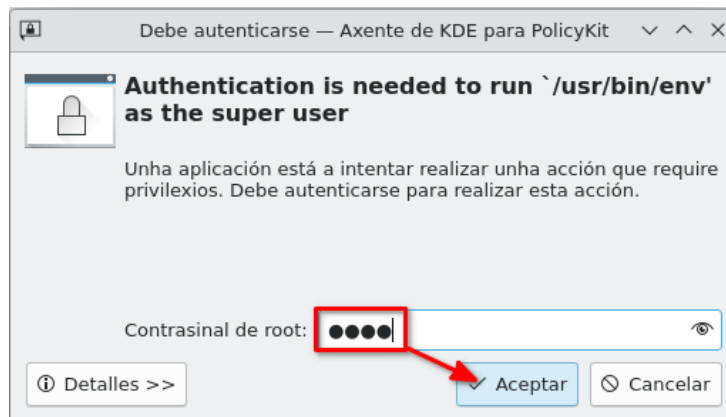 Debe autenticarse — Axente de KDE para PolicyKit
Authentication is needed to run `/usr/bin/env'
as the super user
Unha aplicación está a intentar realizar unha acción que require
privilexios. Debe autenticarse para realizar esta acción.
Contrasinal de root: ●●●●
Detalles >>
Aceptar
Cancelar